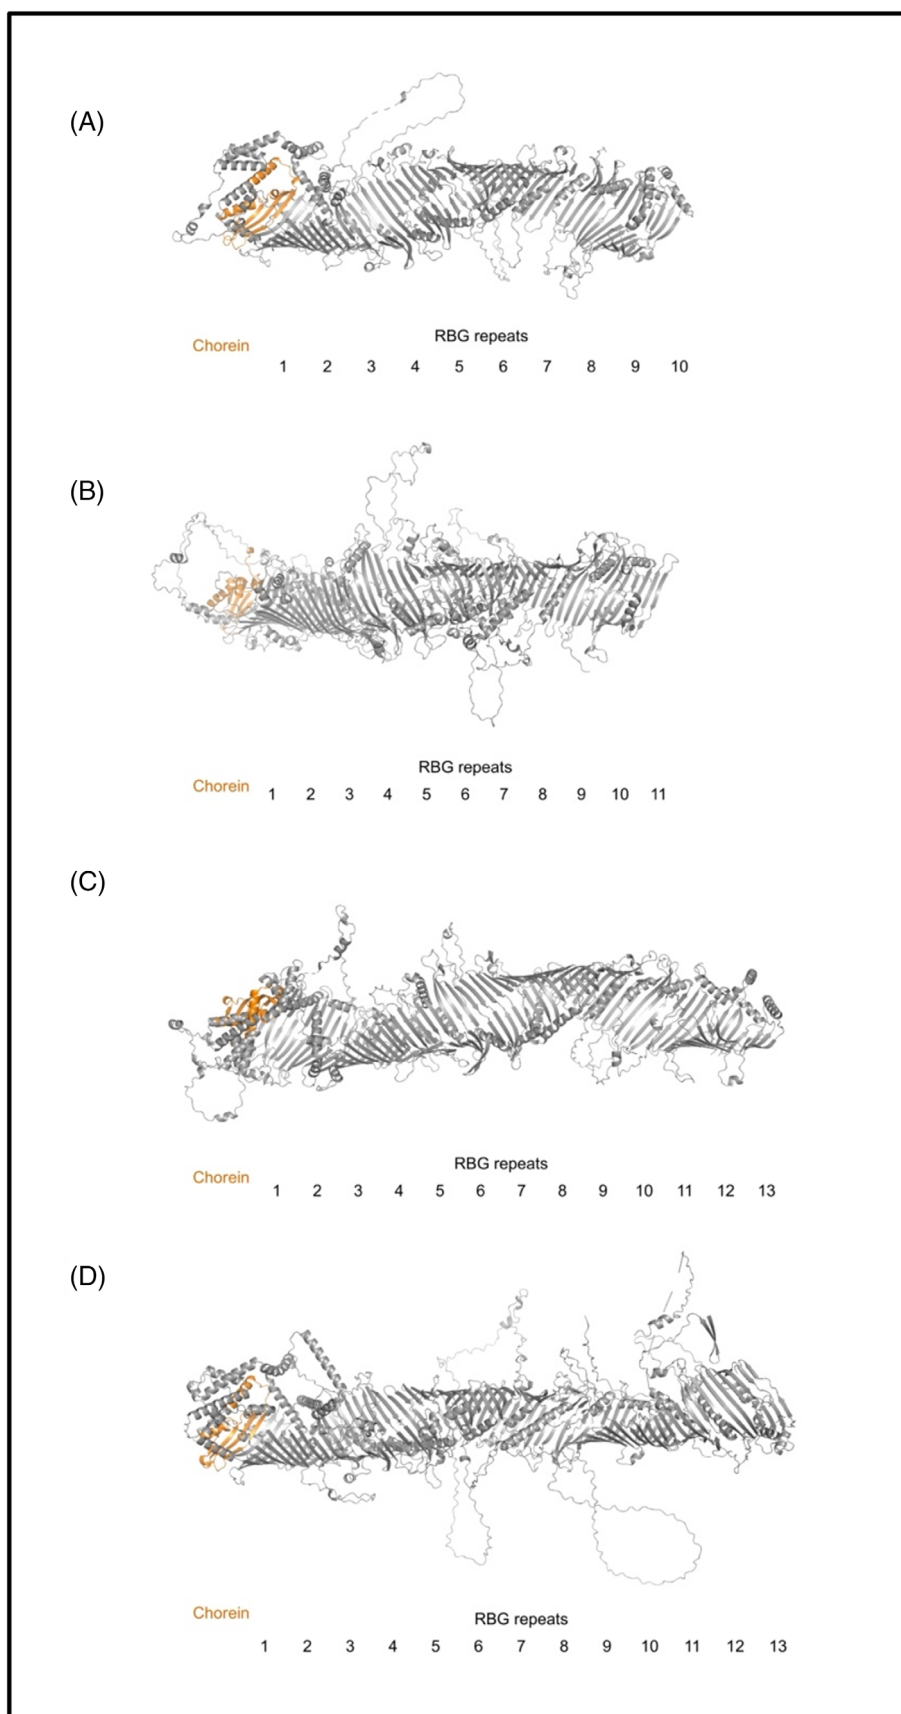 (A)
RBG repeats
Chorein
1 2 3 4 5 6 7 8 9 10
(B)
RBG repeats
Chorein
1 2 3 4 5 6 7 8 9 10 11
(C)
RBG repeats
Chorein
1 2 3 4 5 6 7 8 9 10 11 12 13
(D)
Chorein
RBG repeats
1 2 3 4 5 6 7 8 9 10 11 12 13